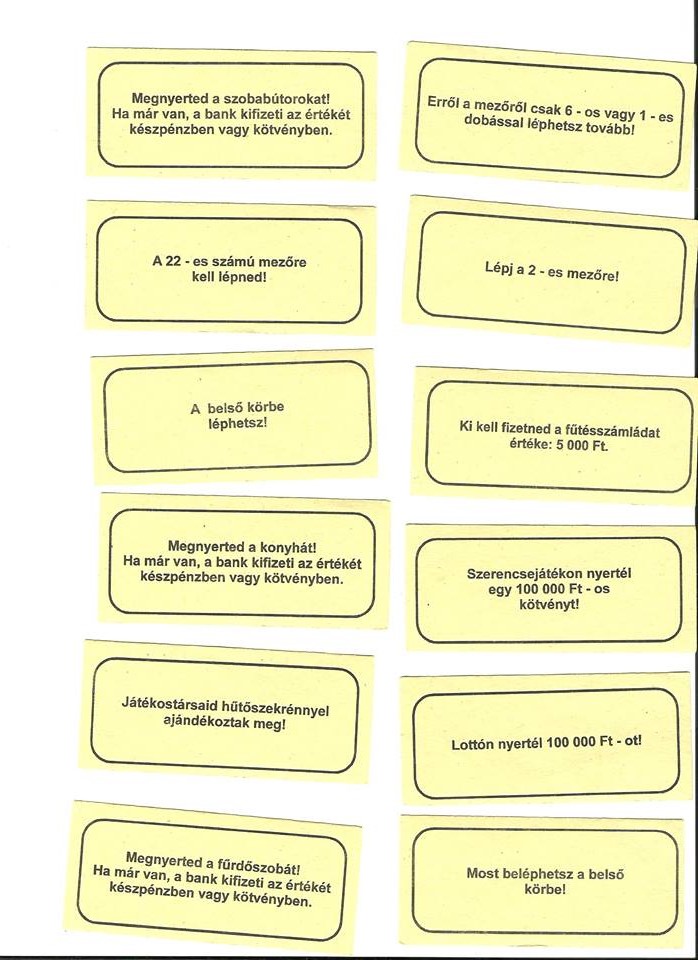 Megnyerted a szobabútorokat!
Ha már van, a bank kifizeti az értékét
készpénzben vagy kötvényben.
Erről a mezőről csak 6 - os vagy 1 - es
dobással léphetsz tovább!
A 22 - es számú mezőre
kell lépned!
Lépj a 2 - es mezőre!
A belső körbe
léphetsz!
Ki kell fizetned a fűtésszámládat
értéke: 5 000 Ft.
Megnyerted a konyhát!
Ha már van, a bank kifizeti az értékét
készpénzben vagy kötvényben.
Szerencsejátékon nyertél
egy 100 000 Ft - os
kötvényt!
Játékostársaid hűtőszekrénnyel
ajándékoztak meg!
Lottón nyertél 100 000 Ft - ot!
Megnyerted a fürdőszobát!
Ha már van, a bank kifizeti az értékét
készpénzben vagy kötvényben.
Most beléphetsz a belső
körbe!